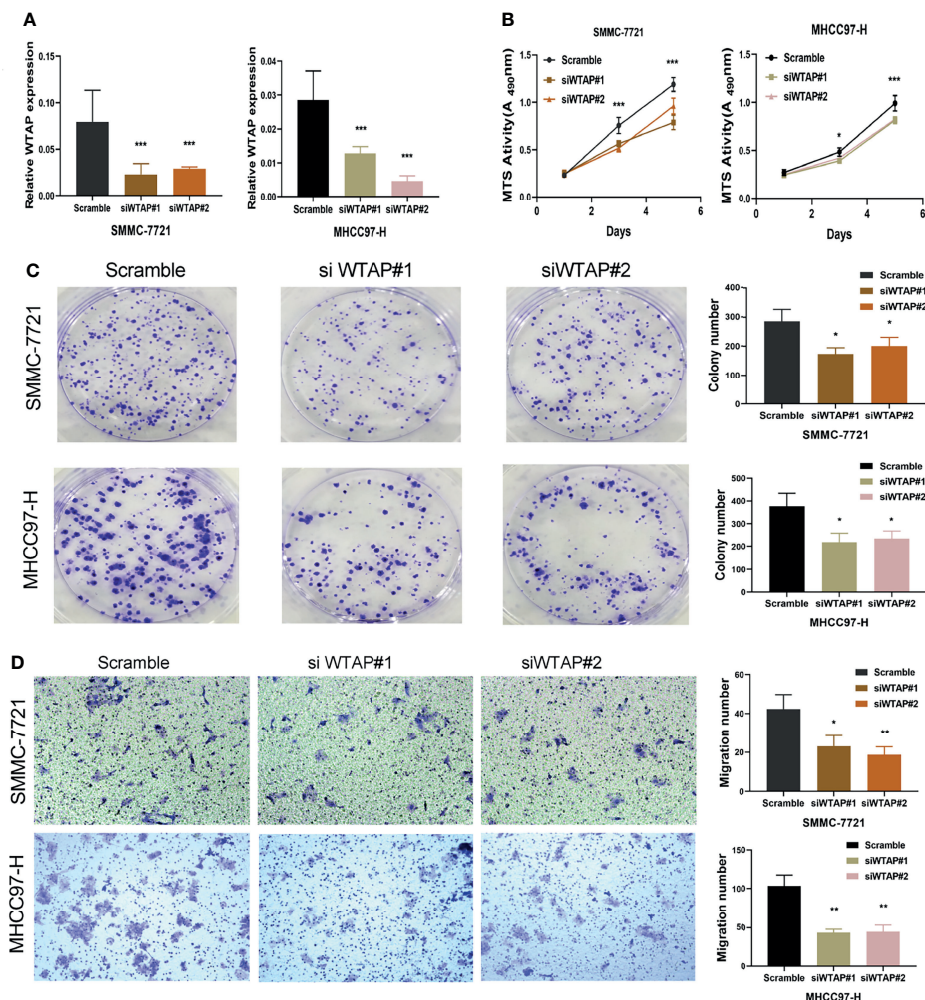 A
Relative WTAP expression
0.15
0.10
0.05
0.00
***
***
Scramble siWTAP#1 siWTAP#2
SMMC-7721
Relative WTAP expression
0.04
0.03
0.02
0.01
0.00
***
***
Scramble siWTAP#1 siWTAP#2
MHCC97-H
B
SMMC-7721
MTS Ativity(A 490nm)
1.5
1.0
0.5
0.0
Scramble
siWTAP#1
siWTAP#2
***
***
0 2 4 6
Days
MHCC97-H
MTS Ativity(A 490nm)
1.5
1.0
0.5
0.0
Scramble
siWTAP#1
siWTAP#2
*
***
0 2 4 6
Days
C
Scramble si WTAP#1 siWTAP#2
SMMC-7721
MHCC97-H
Colony number
400
300
200
100
0
Scramble
siWTAP#1
siWTAP#2
*
*
Scramble siWTAP#1 siWTAP#2
SMMC-7721
Colony number
500
400
300
200
100
0
Scramble
siWTAP#1
siWTAP#2
*
*
Scramble siWTAP#1 siWTAP#2
MHCC97-H
D
Scramble si WTAP#1 siWTAP#2
SMMC-7721
MHCC97-H
Migration number
60
40
20
0
Scramble
siWTAP#1
siWTAP#2
*
**
Scramble siWTAP#1 siWTAP#2
SMMC-7721
Migration number
150
100
50
0
Scramble
siWTAP#1
siWTAP#2
**
**
Scramble siWTAP#1 siWTAP#2
MHCC97-H